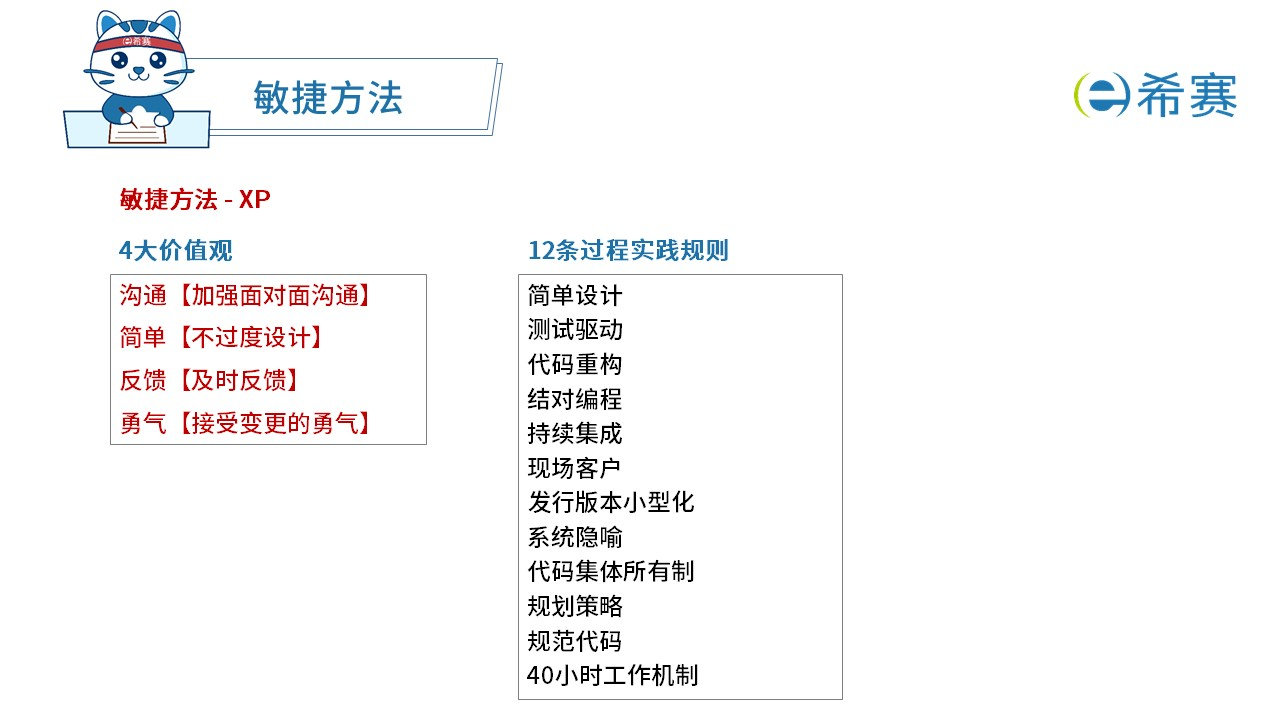 希赛
敏捷方法
希赛
敏捷方法 - XP
4大价值观
沟通【加强面对面沟通】
简单【不过度设计】
反馈【及时反馈】
勇气【接受变更的勇气】
12条过程实践规则
简单设计
测试驱动
代码重构
结对编程
持续集成
现场客户
发行版本小型化
系统隐喻
代码集体所有制
规划策略
规范代码
40小时工作机制